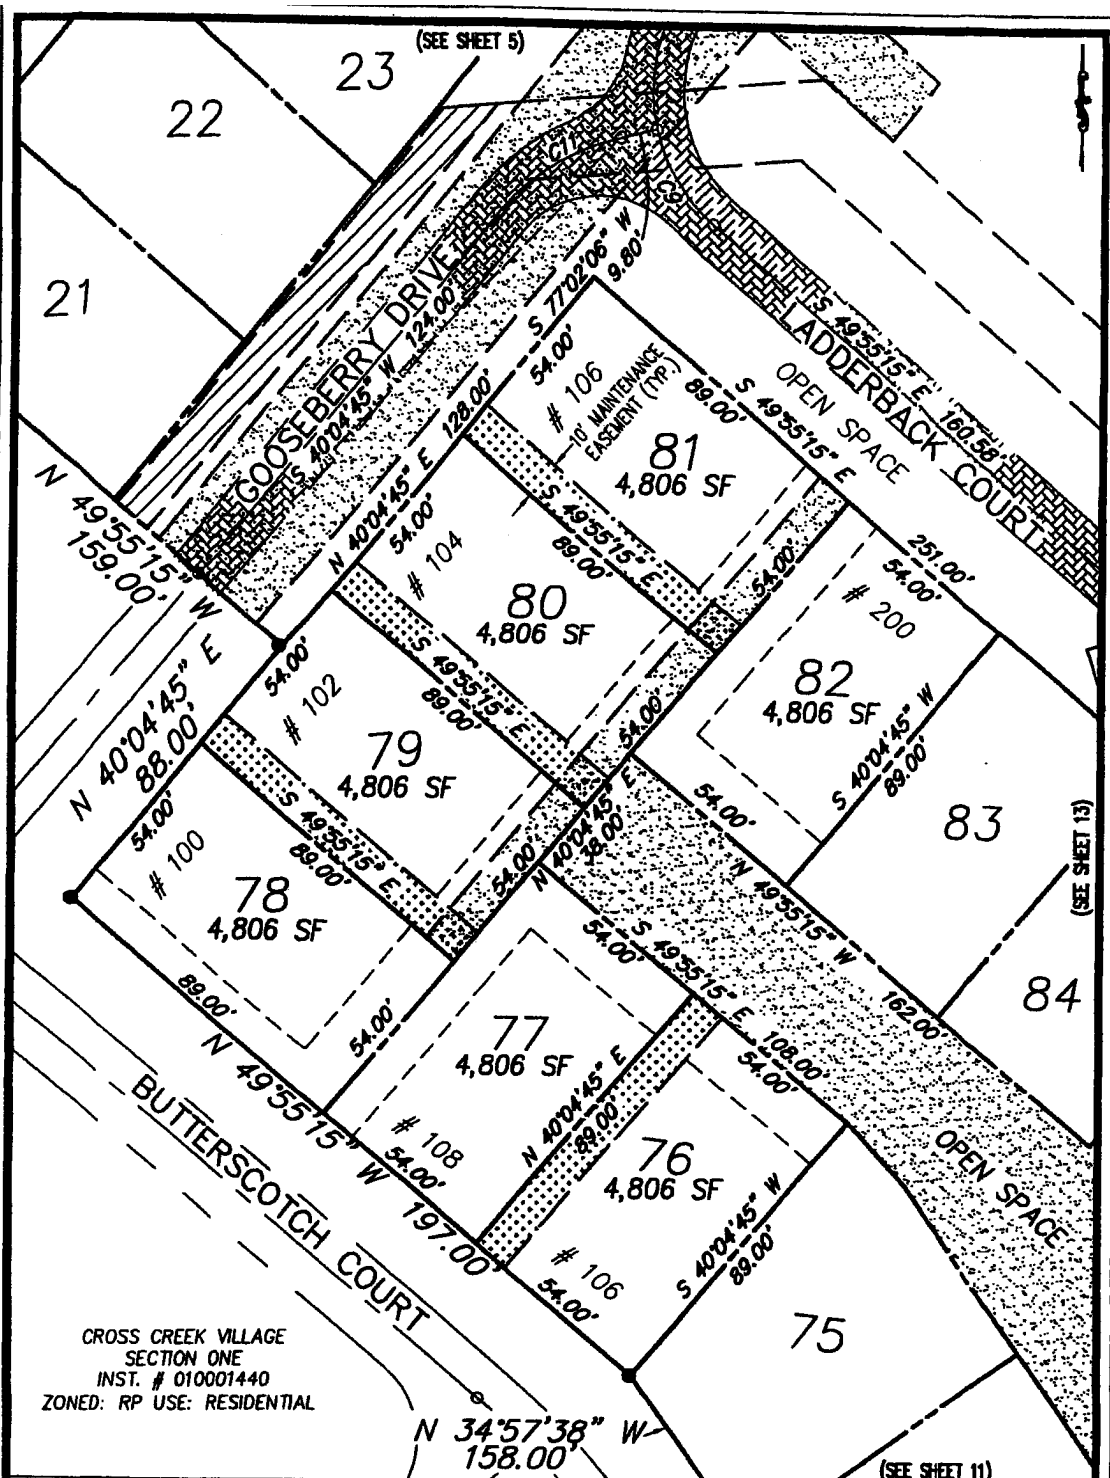 (SEE SHEET 5)
23
22
21
C11
C9
GOOSEBERRY DRIVE
S 40°04'45" W 124.00'
S 77°02'06" W
9.80'
S 49°55'15" E 160.58'
LADDERBACK COURT
OPEN SPACE
N 40°04'45" E 128.00'
54.00'
# 106
10' MAINTENANCE
EASEMENT (TYP.)
89.00'
S 49°55'15" E
251.00'
81
4,806 SF
S 49°55'15" E
89.00'
54.00'
54.00'
# 104
80
4,806 SF
54.00'
# 200
82
4,806 SF
S 40°04'45" W
89.00'
N 49°55'15" W
159.00'
N 40°04'45" E
88.00'
54.00'
# 102
S 49°55'15" E
89.00'
54.00'
79
4,806 SF
54.00'
83
(SEE SHEET 13)
54.00'
# 100
S 49°55'15" E
89.00'
54.00'
N 40°04'45" E
38.00'
78
4,806 SF
N 49°55'15" W
162.00'
84
54.00'
S 49°55'15" E
108.00'
54.00'
89.00'
54.00'
77
4,806 SF
N 40°04'45" E
89.00'
N 49°55'15" W
197.00'
# 108
54.00'
76
4,806 SF
S 40°04'45" W
89.00'
OPEN SPACE
BUTTERSCOTCH COURT
# 106
54.00'
75
CROSS CREEK VILLAGE
SECTION ONE
INST. # 010001440
ZONED: RP USE: RESIDENTIAL
N 34°57'38" W
158.00'
(SEE SHEET 11)